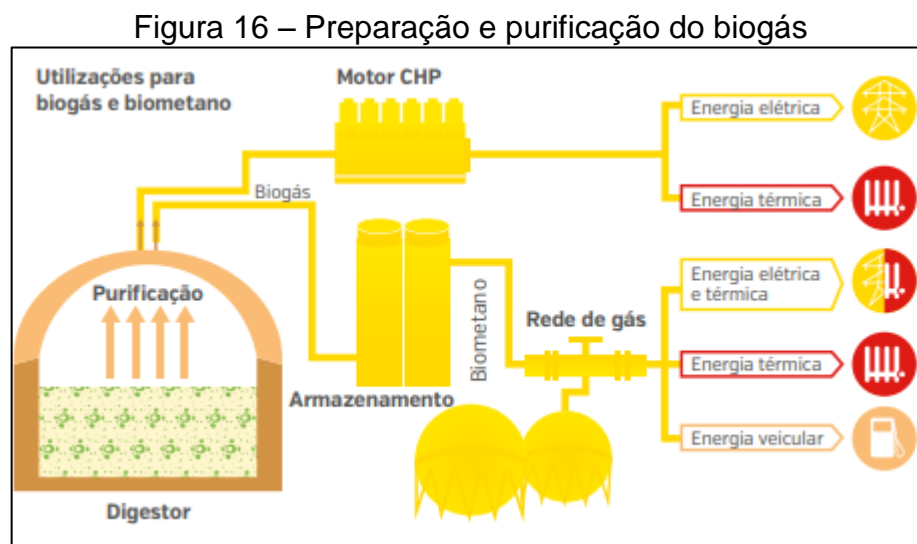 Figura 16 – Preparação e purificação do biogás
Utilizações para
biogás e biometano
Motor CHP
Energia elétrica
Biogás
Energia térmica
Purificação
Energia elétrica
e térmica
Rede de gás
Biometano
Energia térmica
Armazenamento
Energia veicular
Digestor